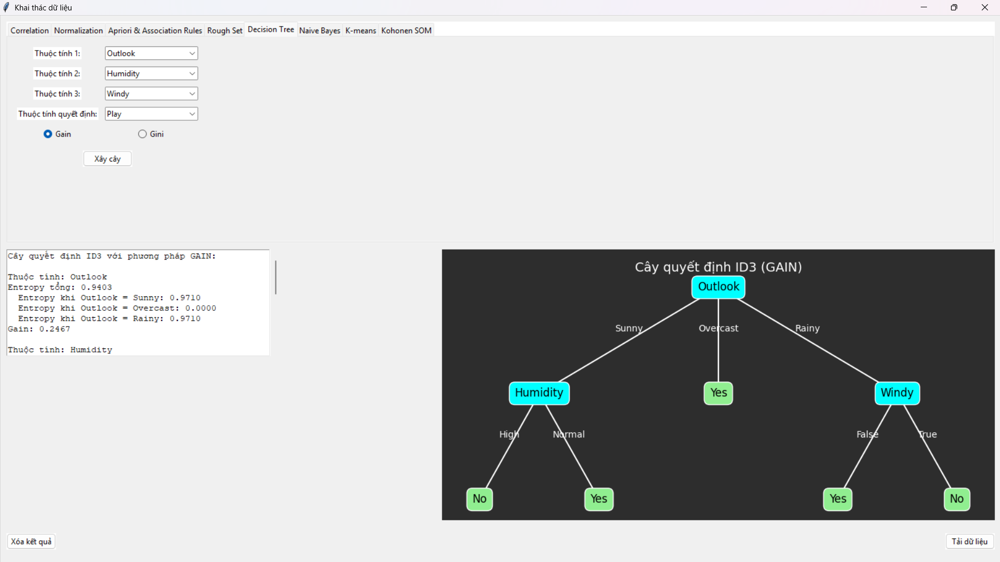 Khai thác dữ liệu
Correlation Normalization Apriori & Association Rules Rough Set Decision Tree Naive Bayes K-means Kohonen SOM
Thuộc tính 1: Outlook
Thuộc tính 2: Humidity
Thuộc tính 3: Windy
Thuộc tính quyết định: Play
Gain Gini
Xây cây
Cây quyết định ID3 với phương pháp GAIN:
Thuộc tính: Outlook
Entropy tổng: 0.9403
Entropy khi Outlook = Sunny: 0.9710
Entropy khi Outlook = Overcast: 0.0000
Entropy khi Outlook = Rainy: 0.9710
Gain: 0.2467
Thuộc tính: Humidity
Cây quyết định ID3 (GAIN)
Outlook
Sunny Overcast Rainy
Humidity Yes Windy
High Normal False True
No Yes Yes No
Xóa kết quả
Tải dữ liệu